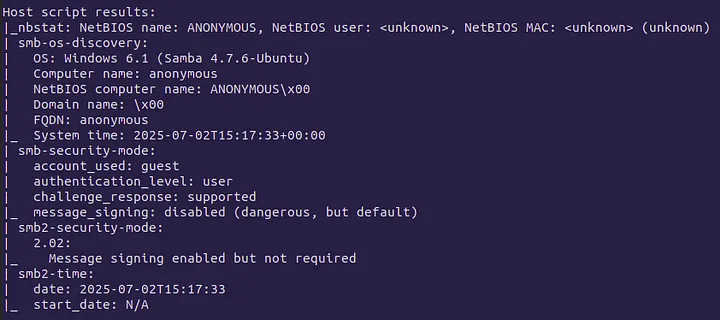 Host script results:
|_nbstat: NetBIOS name: ANONYMOUS, NetBIOS user: <unknown>, NetBIOS MAC: <unknown> (unknown)
| smb-os-discovery:
|   OS: Windows 6.1 (Samba 4.7.6-Ubuntu)
|   Computer name: anonymous
|   NetBIOS computer name: ANONYMOUS\x00
|   Domain name: \x00
|   FQDN: anonymous
|_  System time: 2025-07-02T15:17:33+00:00
| smb-security-mode:
|   account_used: guest
|   authentication_level: user
|   challenge_response: supported
|_  message_signing: disabled (dangerous, but default)
| smb2-security-mode:
|   2.02:
|_    Message signing enabled but not required
| smb2-time:
|   date: 2025-07-02T15:17:33
|_  start_date: N/A